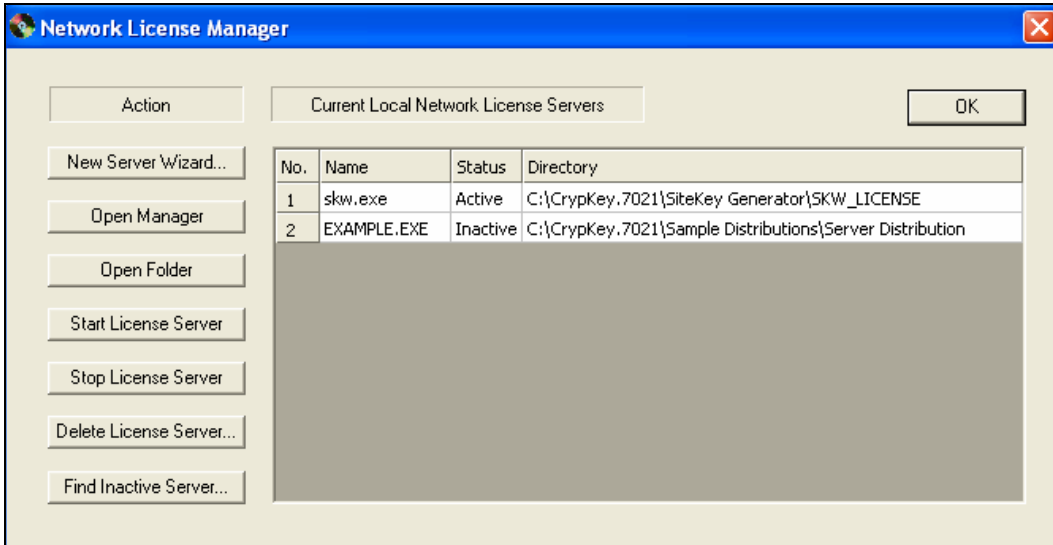 Network License Manager
Action
Current Local Network License Servers
OK
New Server Wizard...
Open Manager
Open Folder
Start License Server
Stop License Server
Delete License Server...
Find Inactive Server...
No. Name Status Directory
1 skw.exe Active C:\CrypKey.7021\SiteKey Generator\SKW_LICENSE
2 EXAMPLE.EXE Inactive C:\CrypKey.7021\Sample Distributions\Server Distribution